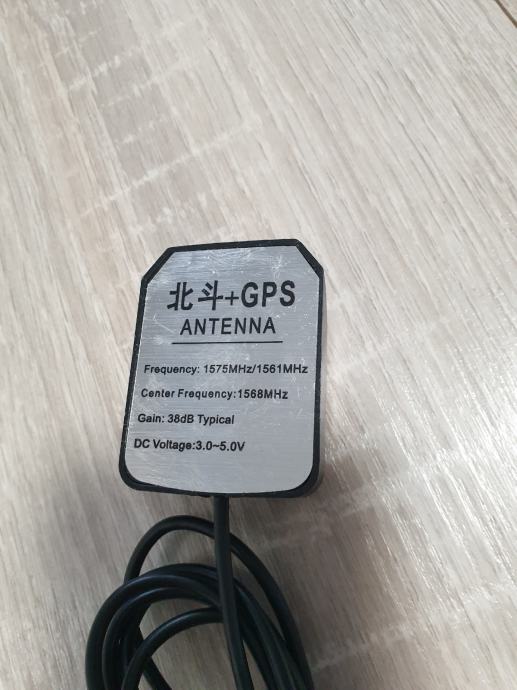 北斗+GPS
ANTENNA
Frequency: 1575MHz/1561MHz
Center Frequency:1568MHz
Gain: 38dB Typical
DC Voltage:3.0~5.0V